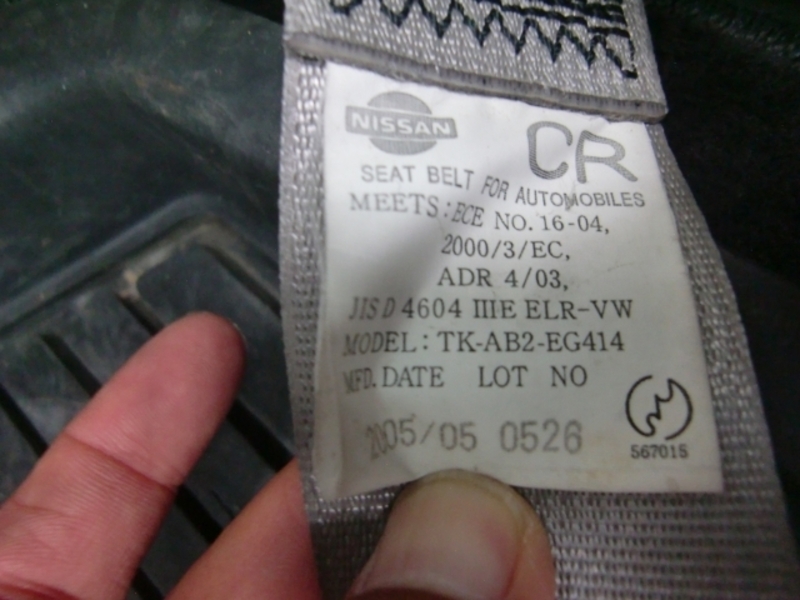 NISSAN
CR
SEAT BELT FOR AUTOMOBILES
MEETS : ECE NO. 16-04,
2000/3/EC,
ADR 4/03,
JIS D 4604 IIIE ELR-VW
MODEL : TK-AB2-EG414
MFD. DATE LOT NO
2005/05 0526
567015